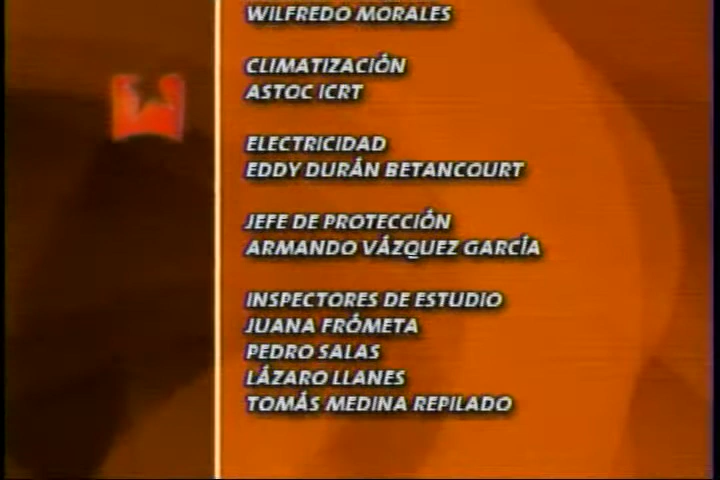 WILFREDO MORALES
CLIMATIZACIÓN
ASTOC ICRT
ELECTRICIDAD
EDDY DURÁN BETANCOURT
JEFE DE PROTECCIÓN
ARMANDO VÁZQUEZ GARCÍA
INSPECTORES DE ESTUDIO
JUANA FRÓMETA
PEDRO SALAS
LÁZARO LLANES
TOMÁS MEDINA REPILADO